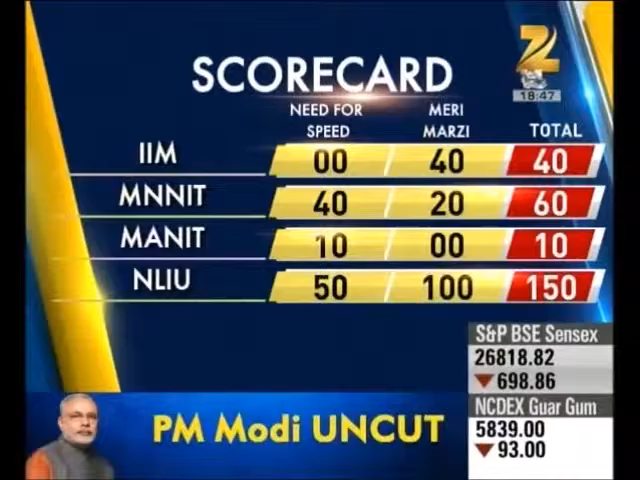 SCORECARD
18:47
NEED FOR SPEED MERI MARZI TOTAL
IIM 00 40 40
MNNIT 40 20 60
MANIT 10 00 10
NLIU 50 100 150
S&P BSE Sensex
26818.82
▼698.86
NCDEX Guar Gum
5839.00
▼93.00
PM Modi UNCUT